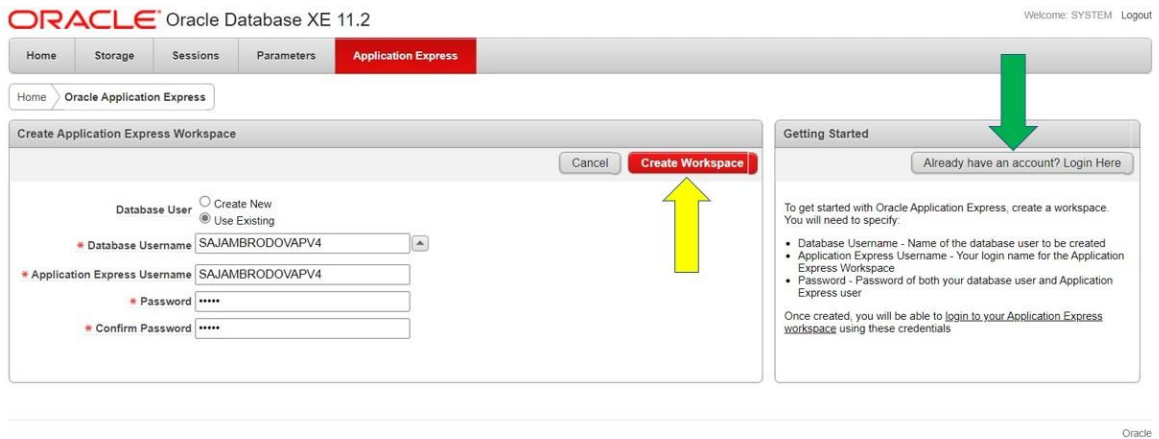 ORACLE Oracle Database XE 11.2
Welcome: SYSTEM Logout
Home Storage Sessions Parameters Application Express
Home Oracle Application Express
Create Application Express Workspace
Cancel Create Workspace
Database User Create New
Use Existing
* Database Username SAJAMBRODOVAPV4
* Application Express Username SAJAMBRODOVAPV4
* Password •••••
* Confirm Password •••••
Getting Started
Already have an account? Login Here
To get started with Oracle Application Express, create a workspace.
You will need to specify:
• Database Username - Name of the database user to be created
• Application Express Username - Your login name for the Application
Express Workspace
• Password - Password of both your database user and Application
Express user
Once created, you will be able to login to your Application Express
workspace using these credentials
Oracle